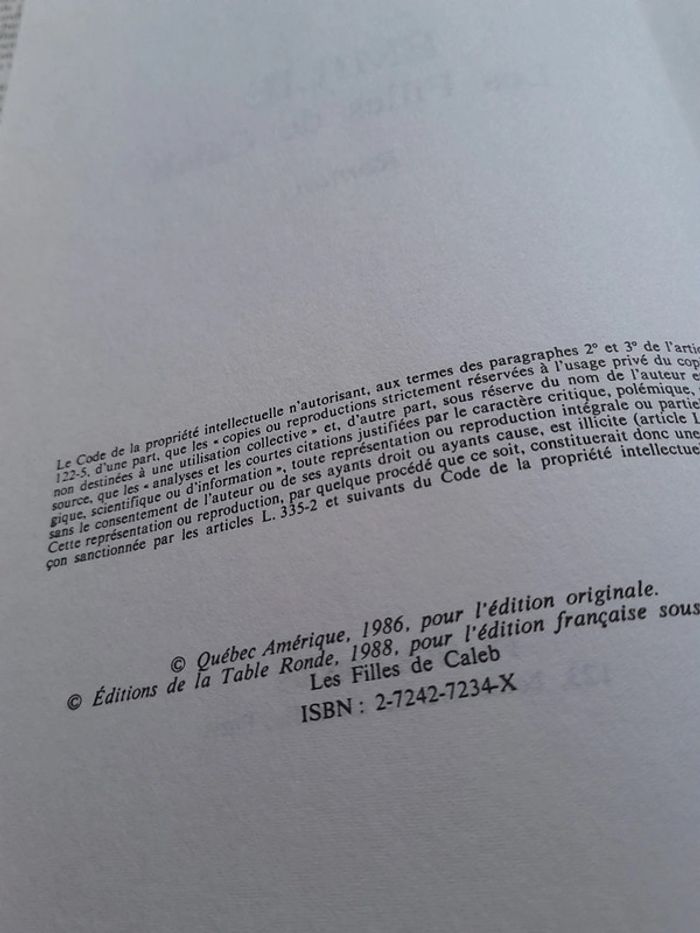 Le Code de la propriété intellectuelle n'autorisant, aux termes des paragraphes 2° et 3° de l'artic
122-5, d'une part, que les « copies ou reproductions strictement réservées à l'usage privé du cop
non destinées à une utilisation collective » et, d'autre part, sous réserve du nom de l'auteur e
source, que les « analyses et les courtes citations justifiées par le caractère critique, polémique,
gique, scientifique ou d'information », toute représentation ou reproduction intégrale ou partie
sans le consentement de l'auteur ou de ses ayants droit ou ayants cause, est illicite (article L
Cette représentation ou reproduction, par quelque procédé que ce soit, constituerait donc une
çon sanctionnée par les articles L. 335-2 et suivants du Code de la propriété intellectue
© Québec Amérique, 1986, pour l'édition originale.
© Éditions de la Table Ronde, 1988, pour l'édition française sous
Les Filles de Caleb
ISBN : 2-7242-7234-X